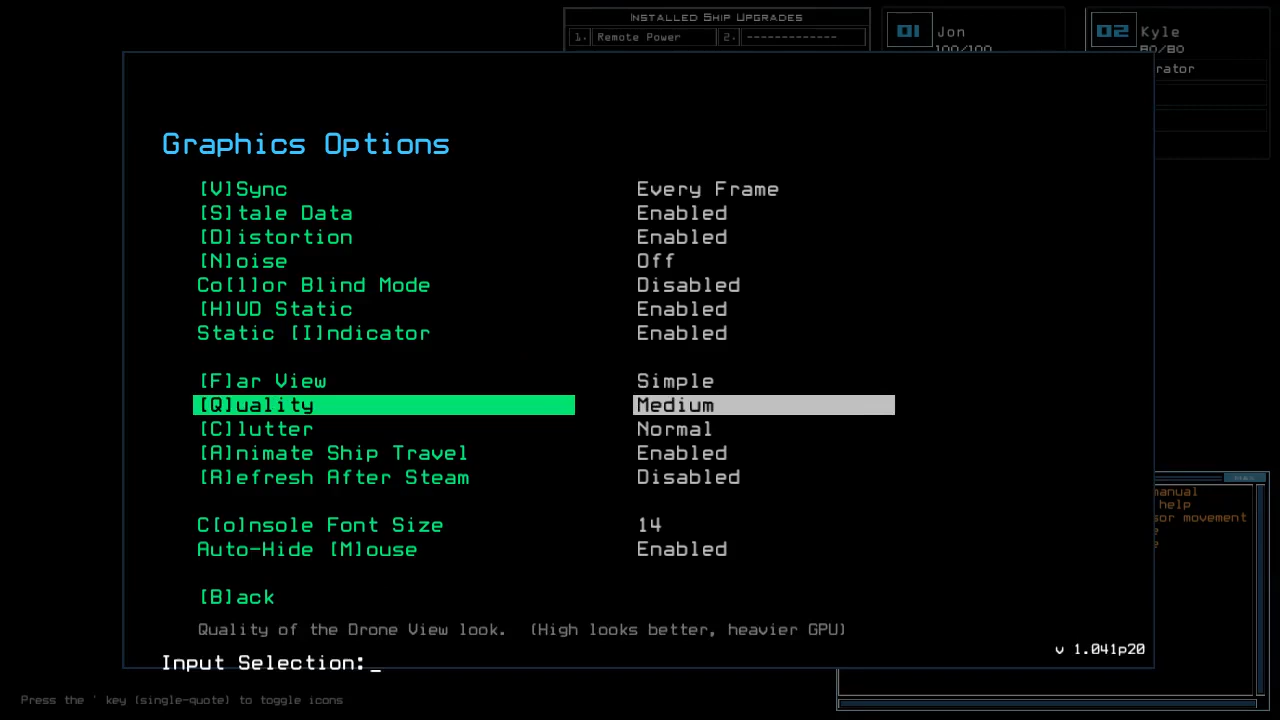 Installed Ship Upgrades
1. Remote Power 2. -------------
01 Jon
100/100
02 Kyle
80/80
rator
Graphics Options
[V]Sync Every Frame
[S]tale Data Enabled
[D]istortion Enabled
[N]oise Off
Co[l]or Blind Mode Disabled
[H]UD Static Enabled
Static [I]ndicator Enabled
[F]ar View Simple
[Q]uality Medium
[C]lutter Normal
[A]nimate Ship Travel Enabled
[R]efresh After Steam Disabled
C[o]nsole Font Size 14
Auto-Hide [M]ouse Enabled
[B]ack
Quality of the Drone View look. (High looks better, heavier GPU)
Input Selection:_
v 1.041p20
manual
help
sor movement
e
e
Press the ' key (single-quote) to toggle icons